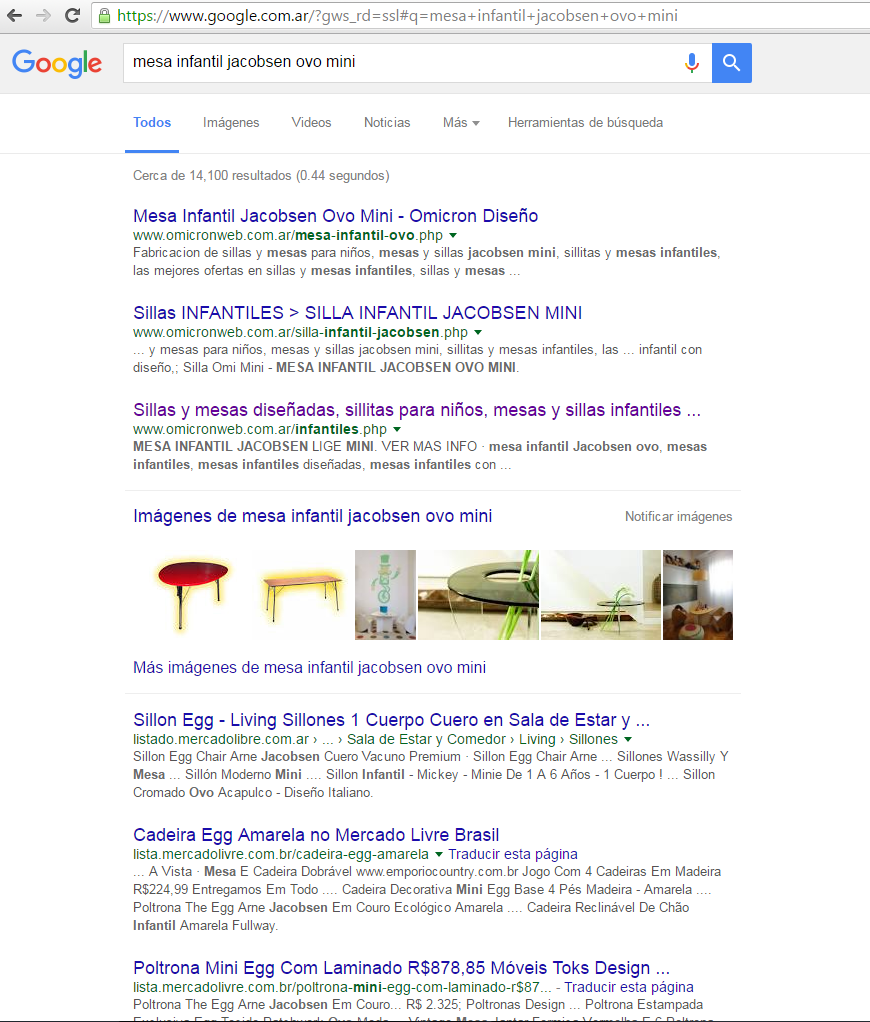 https://www.google.com.ar/?gws_rd=ssl#q=mesa+infantil+jacobsen+ovo+mini
Google
mesa infantil jacobsen ovo mini
Todos Imágenes Videos Noticias Más Herramientas de búsqueda
Cerca de 14,100 resultados (0.44 segundos)
Mesa Infantil Jacobsen Ovo Mini - Omicron Diseño
www.omicronweb.com.ar/mesa-infantil-ovo.php
Fabricacion de sillas y mesas para niños, mesas y sillas jacobsen mini, sillitas y mesas infantiles,
las mejores ofertas en sillas y mesas infantiles, sillas y mesas ...
Sillas INFANTILES > SILLA INFANTIL JACOBSEN MINI
www.omicronweb.com.ar/silla-infantil-jacobsen.php
... y mesas para niños, mesas y sillas jacobsen mini, sillitas y mesas infantiles, las ... infantil con
diseño,; Silla Omi Mini - MESA INFANTIL JACOBSEN OVO MINI.
Sillas y mesas diseñadas, sillitas para niños, mesas y sillas infantiles ...
www.omicronweb.com.ar/infantiles.php
MESA INFANTIL JACOBSEN LIGE MINI. VER MAS INFO · mesa infantil Jacobsen ovo, mesas
infantiles, mesas infantiles diseñadas, mesas infantiles con ...
Imágenes de mesa infantil jacobsen ovo mini Notificar imágenes
Más imágenes de mesa infantil jacobsen ovo mini
Sillon Egg - Living Sillones 1 Cuerpo Cuero en Sala de Estar y ...
listado.mercadolibre.com.ar › ... › Sala de Estar y Comedor › Living › Sillones
Sillon Egg Chair Arne Jacobsen Cuero Vacuno Premium · Sillon Egg Chair Arne ... Sillones Wassilly Y
Mesa ... Sillón Moderno Mini .... Sillon Infantil - Mickey - Minie De 1 A 6 Años - 1 Cuerpo ! ... Sillon
Cromado Ovo Acapulco - Diseño Italiano.
Cadeira Egg Amarela no Mercado Livre Brasil
lista.mercadolivre.com.br/cadeira-egg-amarela Traducir esta página
... A Vista · Mesa E Cadeira Dobrável www.emporiocountry.com.br Jogo Com 4 Cadeiras Em Madeira
R$224,99 Entregamos Em Todo .... Cadeira Decorativa Mini Egg Base 4 Pés Madeira - Amarela ....
Poltrona The Egg Arne Jacobsen Em Couro Ecológico Amarela .... Cadeira Reclinável De Chão
Infantil Amarela Fullway.
Poltrona Mini Egg Com Laminado R$878,85 Móveis Toks Design ...
lista.mercadolivre.com.br/poltrona-mini-egg-com-laminado-r$87... - Traducir esta página
Poltrona The Egg Arne Jacobsen Em Couro... R$ 2.325; Poltronas Design ... Poltrona Estampada